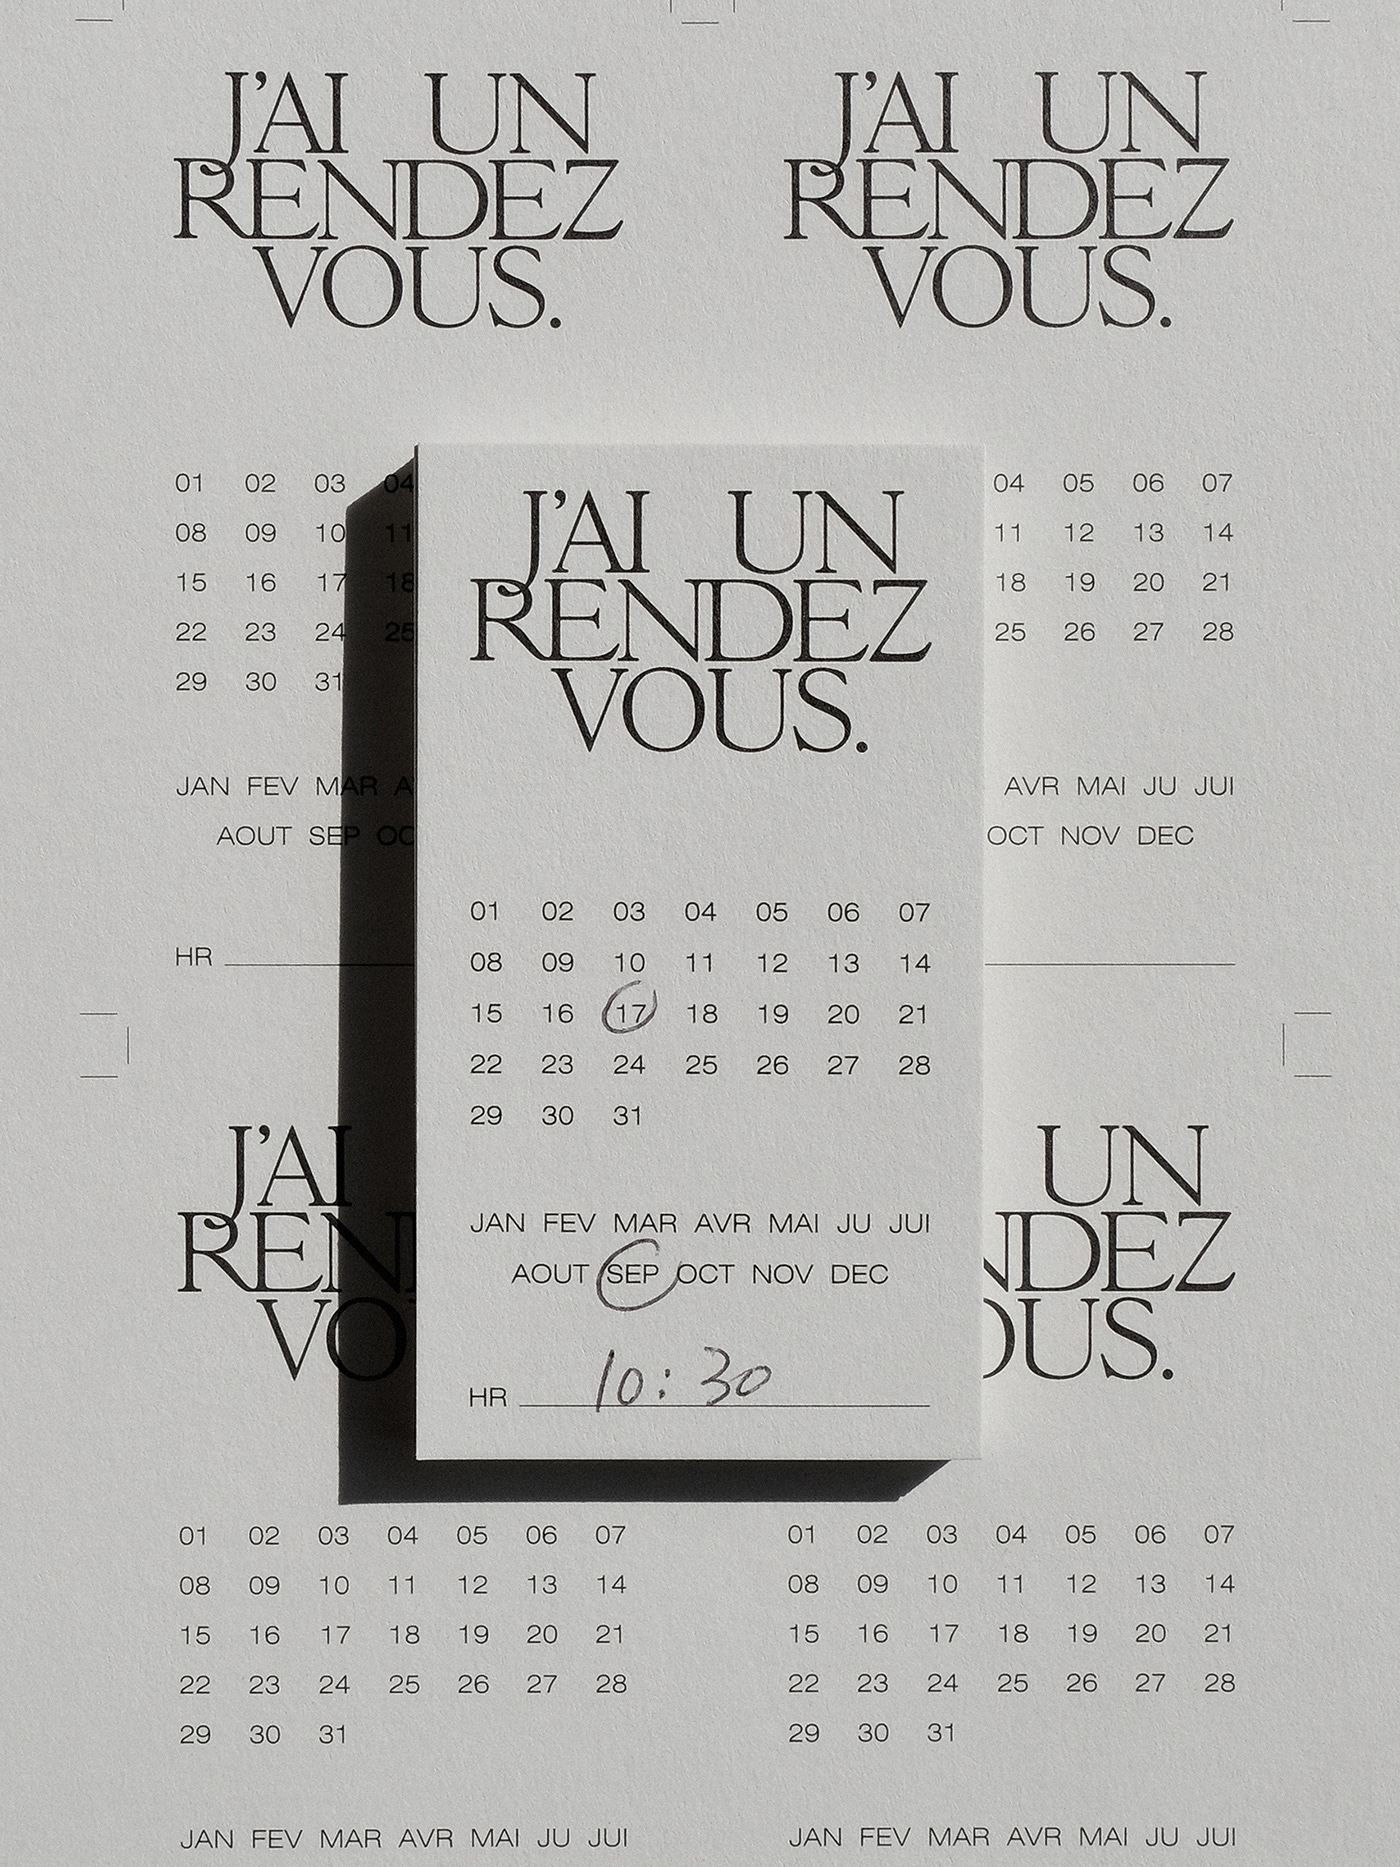 J'AI UN
RENDEZ
VOUS.
J'AI UN
RENDEZ
VOUS.
01 02 03 04
08 09 10 11
15 16 17 18
22 23 24 25
29 30 31
JAN FEV MAR
AOUT SEP
HR
04 05 06 07
11 12 13 14
18 19 20 21
25 26 27 28
AVR MAI JU JUI
OCT NOV DEC
J'AI UN
RENDEZ
VOUS.
01 02 03 04 05 06 07
08 09 10 11 12 13 14
15 16 17 18 19 20 21
22 23 24 25 26 27 28
29 30 31
JAN FEV MAR AVR MAI JU JUI
AOUT SEP OCT NOV DEC
HR 10:30
J'AI
UN
01 02 03 04 05 06 07
08 09 10 11 12 13 14
15 16 17 18 19 20 21
22 23 24 25 26 27 28
29 30 31
JAN FEV MAR AVR MAI JU JUI
01 02 03 04 05 06 07
08 09 10 11 12 13 14
15 16 17 18 19 20 21
22 23 24 25 26 27 28
29 30 31
JAN FEV MAR AVR MAI JU JUI